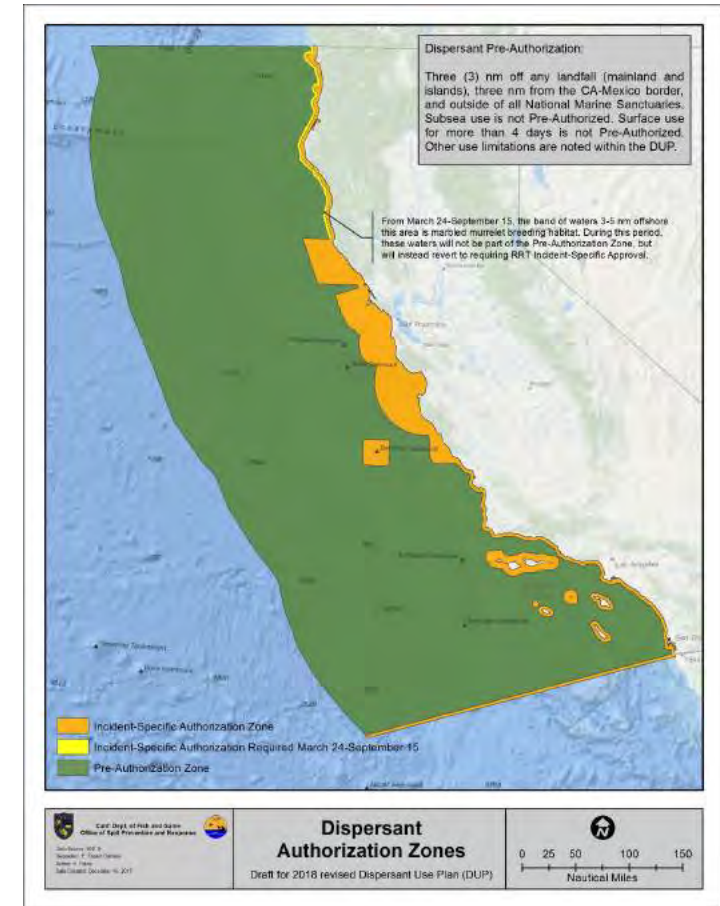 Dispersant Pre-Authorization:
Three (3) nm off any landfall (mainland and
islands), three nm from the CA-Mexico border,
and outside of all National Marine Sanctuaries.
Subsea use is not Pre-Authorized. Surface use
for more than 4 days is not Pre-Authorized.
Other use limitations are noted within the DUP.
From March 24-September 15, the band of waters 3-5 nm offshore
this area is marbled murrelet breeding habitat. During this period,
these waters will not be part of the Pre-Authorization Zone, but
will instead revert to requiring RRT Incident-Specific Approval.
Incident-Specific Authorization Zone
Incident-Specific Authorization Required March 24-September 15
Pre-Authorization Zone
Calif. Dept. of Fish and Game
Office of Spill Prevention and Response
Dispersant
Authorization Zones
Draft for 2018 revised Dispersant Use Plan (DUP)
N
0 25 50 100 150
Nautical Miles